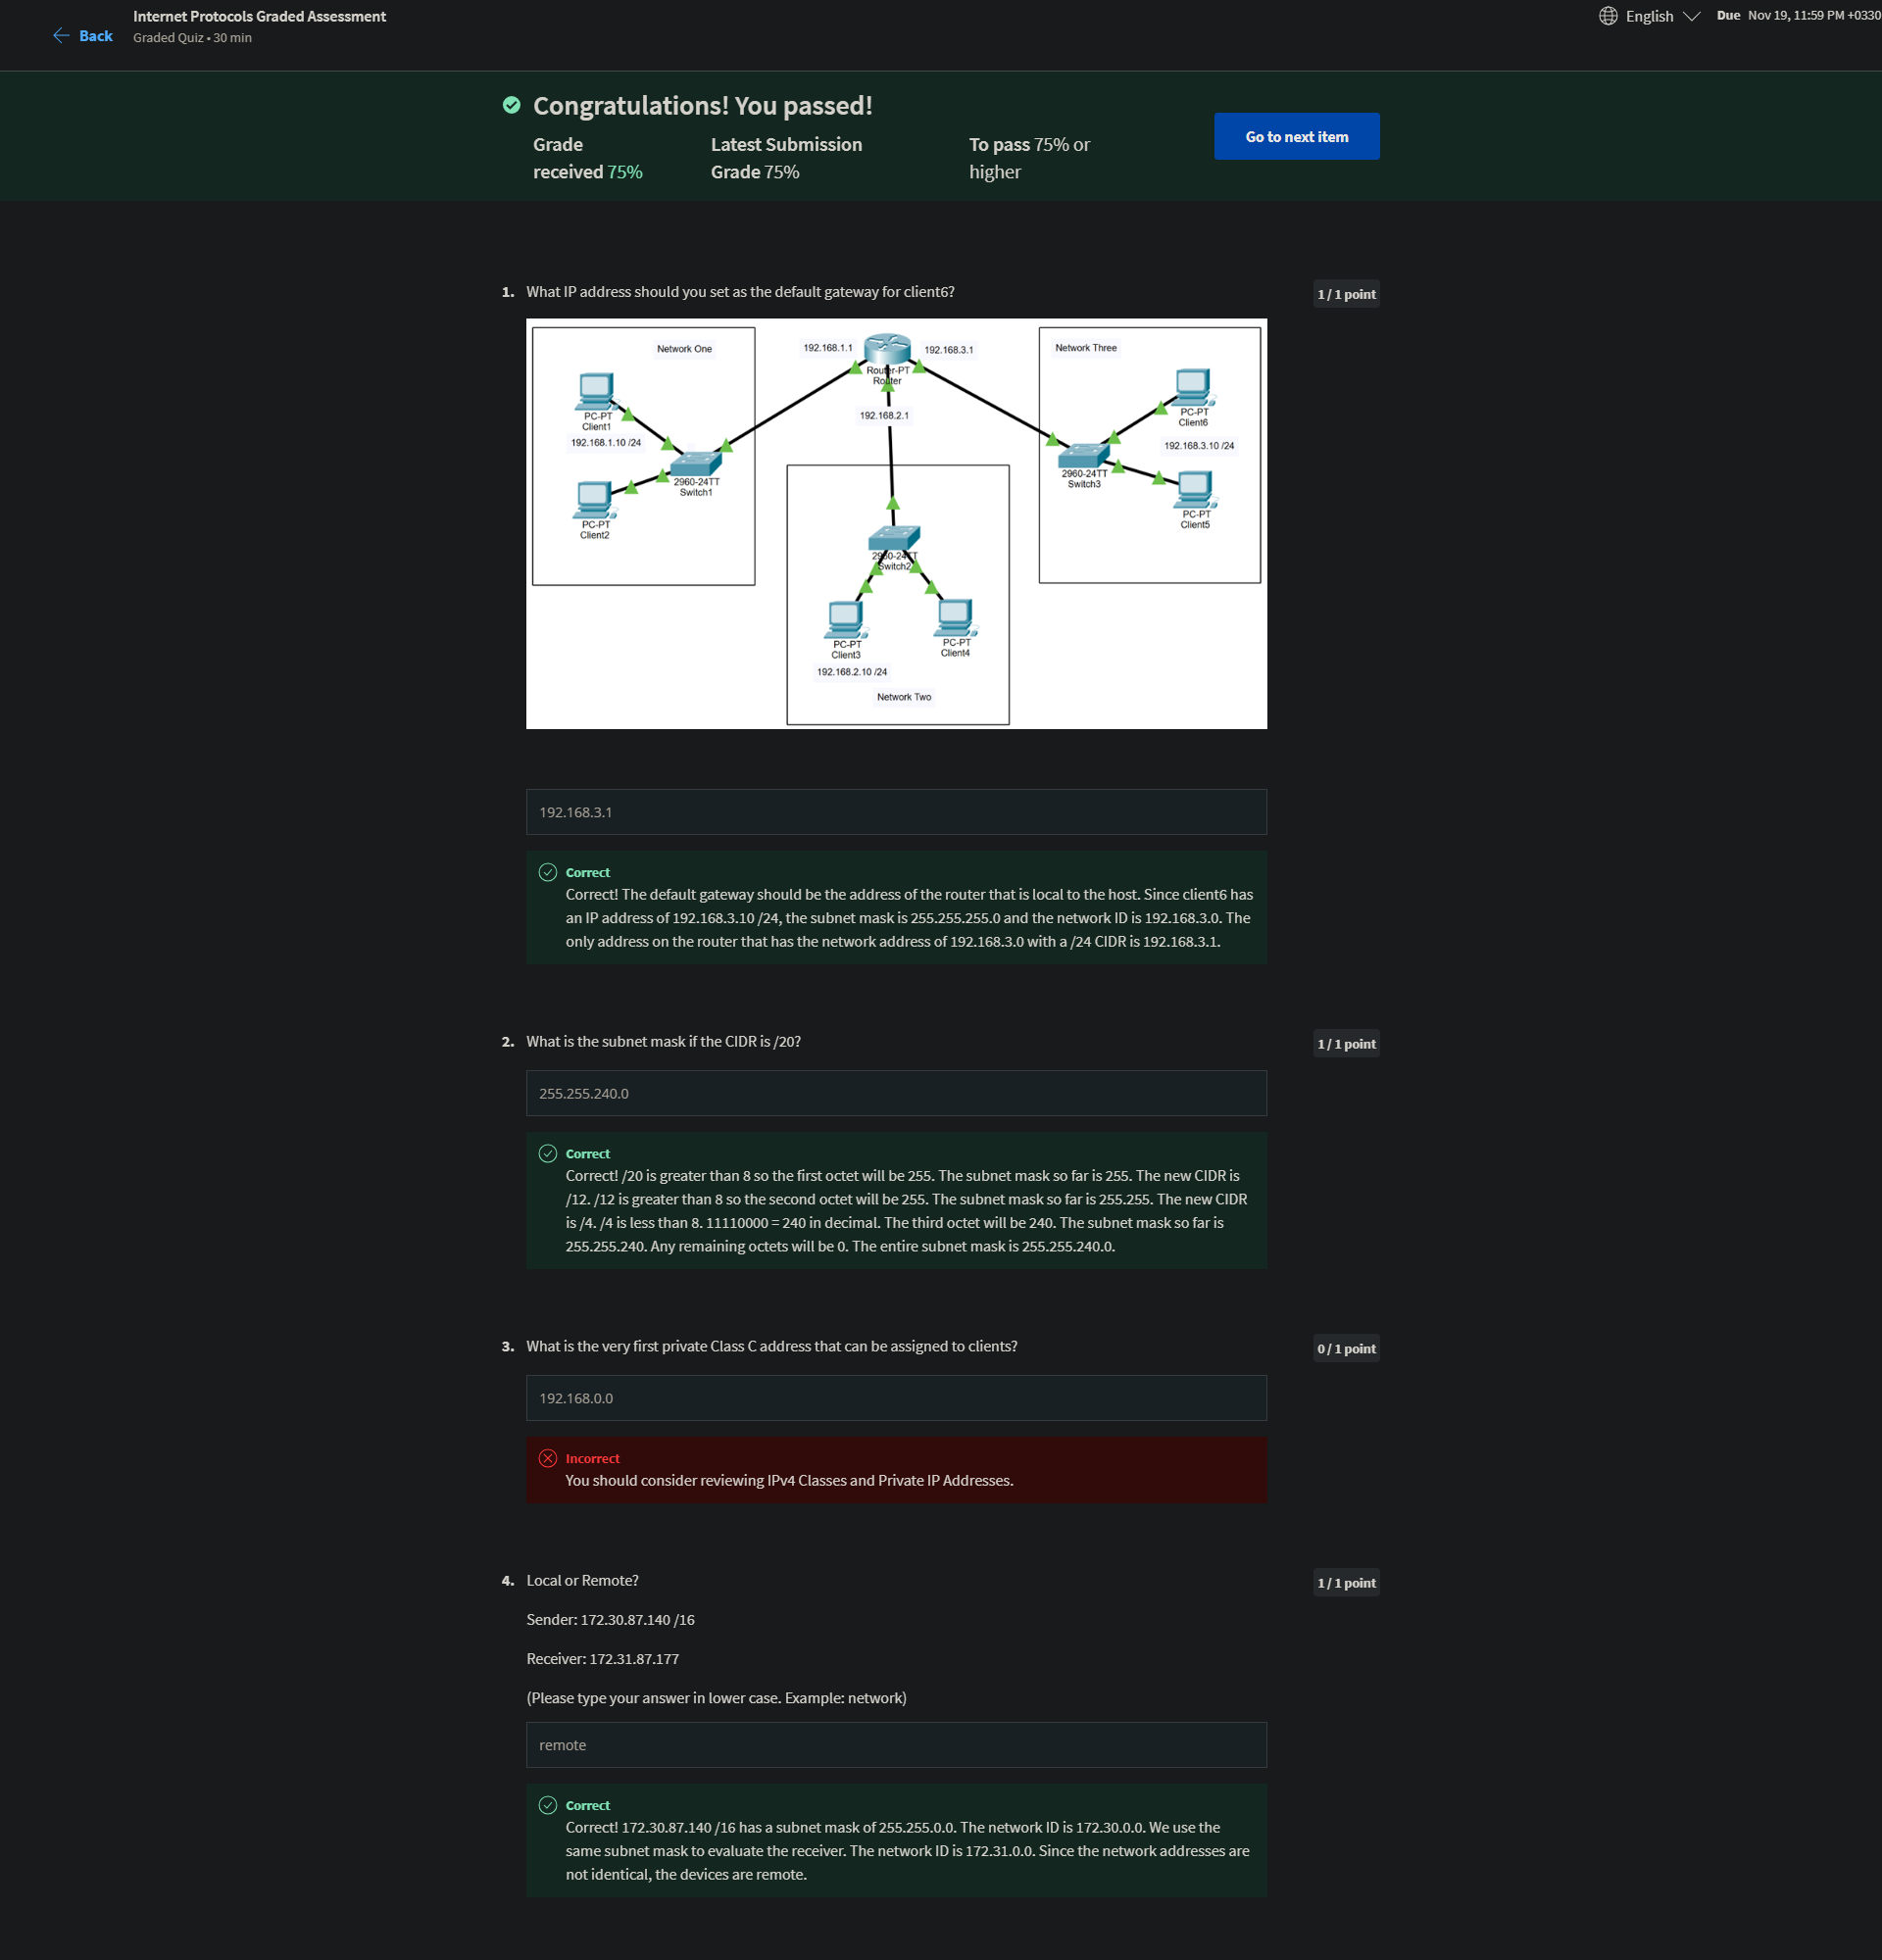 Back
Internet Protocols Graded Assessment
Graded Quiz • 30 min
English
Due Nov 19, 11:59 PM +0330
Congratulations! You passed!
Grade
received 75%
Latest Submission
Grade 75%
To pass 75% or
higher
Go to next item
1. What IP address should you set as the default gateway for client6?
1 / 1 point
Network One
192.168.1.1
192.168.3.1
Network Three
Router-PT
Router
PC-PT
Client1
192.168.1.10 /24
192.168.2.1
PC-PT
Client6
192.168.3.10 /24
2960-24TT
Switch1
2960-24TT
Switch3
PC-PT
Client2
PC-PT
Client5
2960-24TT
Switch2
PC-PT
Client3
PC-PT
Client4
192.168.2.10 /24
Network Two
192.168.3.1
Correct
Correct! The default gateway should be the address of the router that is local to the host. Since client6 has
an IP address of 192.168.3.10 /24, the subnet mask is 255.255.255.0 and the network ID is 192.168.3.0. The
only address on the router that has the network address of 192.168.3.0 with a /24 CIDR is 192.168.3.1.
2. What is the subnet mask if the CIDR is /20?
1 / 1 point
255.255.240.0
Correct
Correct! /20 is greater than 8 so the first octet will be 255. The subnet mask so far is 255. The new CIDR is
/12. /12 is greater than 8 so the second octet will be 255. The subnet mask so far is 255.255. The new CIDR
is /4. /4 is less than 8. 11110000 = 240 in decimal. The third octet will be 240. The subnet mask so far is
255.255.240. Any remaining octets will be 0. The entire subnet mask is 255.255.240.0.
3. What is the very first private Class C address that can be assigned to clients?
0 / 1 point
192.168.0.0
Incorrect
You should consider reviewing IPv4 Classes and Private IP Addresses.
4. Local or Remote?
1 / 1 point
Sender: 172.30.87.140 /16
Receiver: 172.31.87.177
(Please type your answer in lower case. Example: network)
remote
Correct
Correct! 172.30.87.140 /16 has a subnet mask of 255.255.0.0. The network ID is 172.30.0.0. We use the
same subnet mask to evaluate the receiver. The network ID is 172.31.0.0. Since the network addresses are
not identical, the devices are remote.